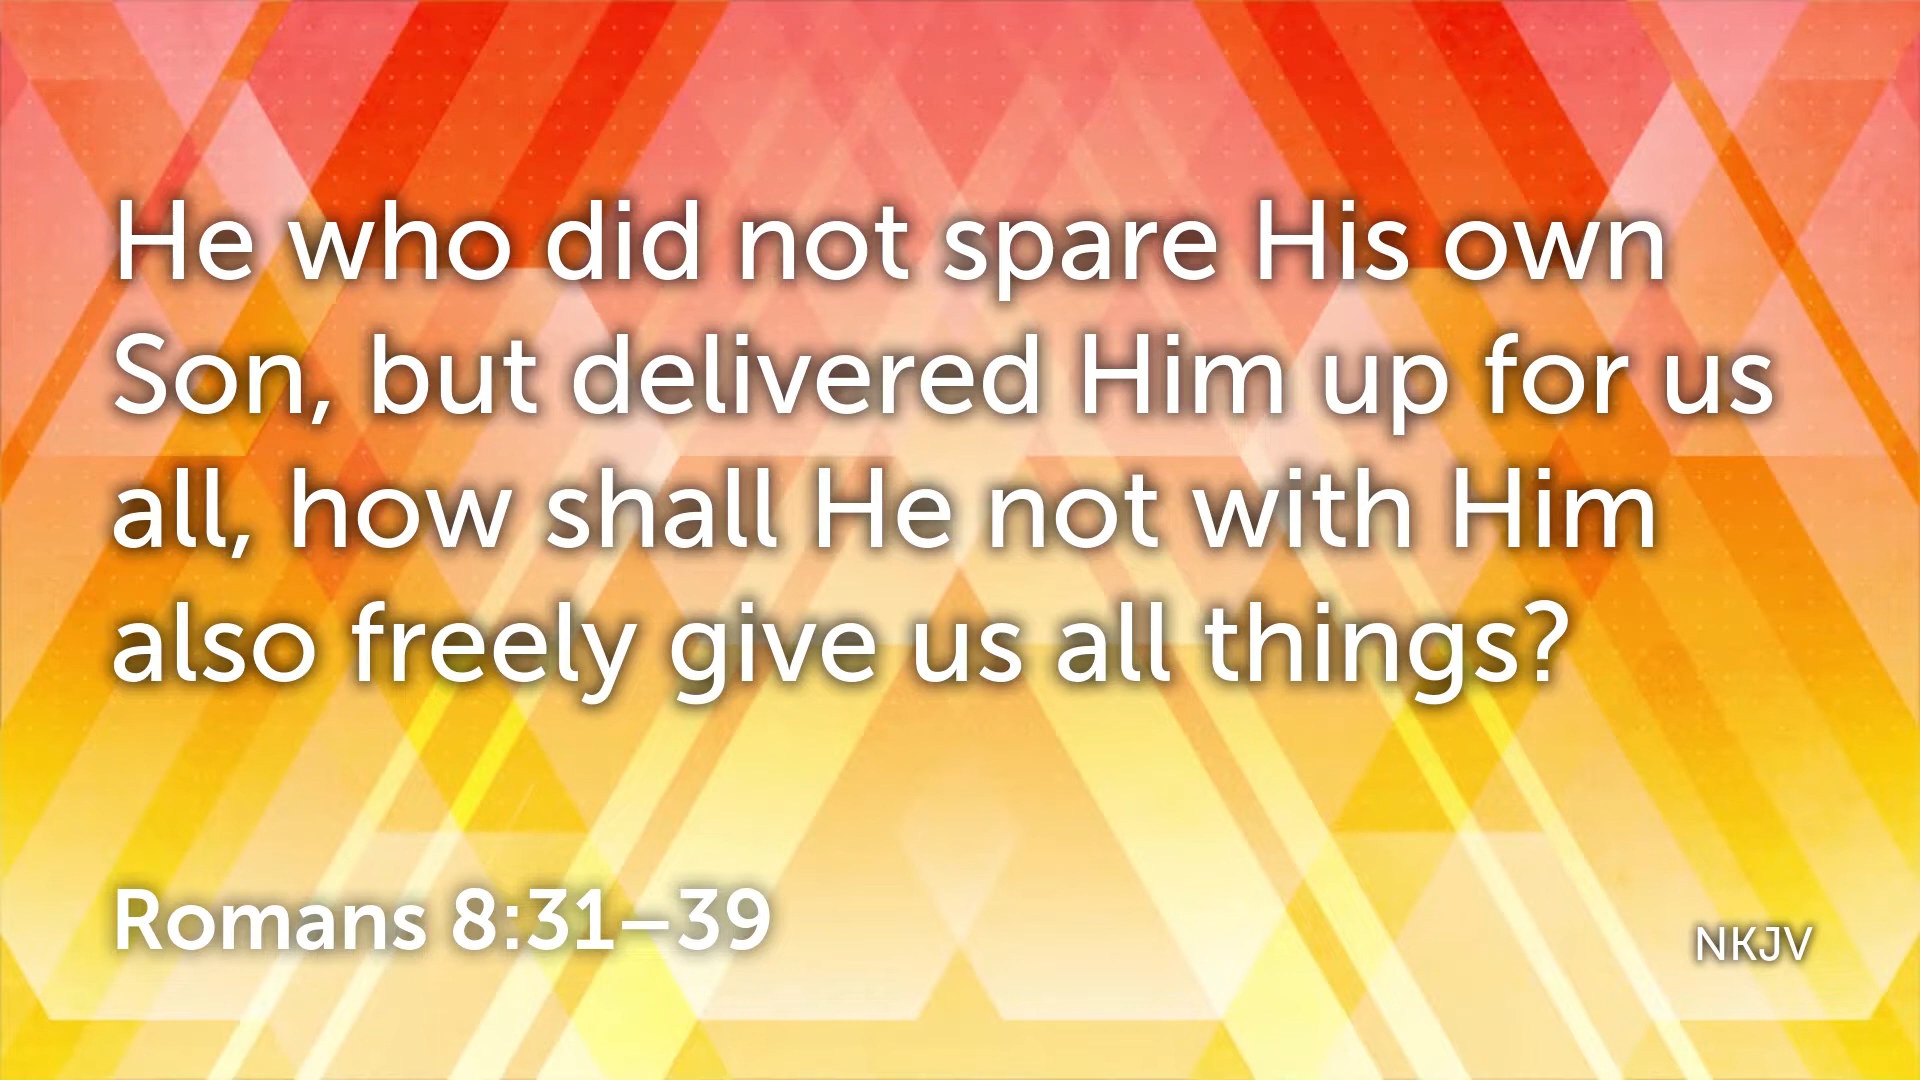 He who did not spare His own
Son, but delivered Him up for us
all, how shall He not with Him
also freely give us all things?
Romans 8:31–39
NKJV